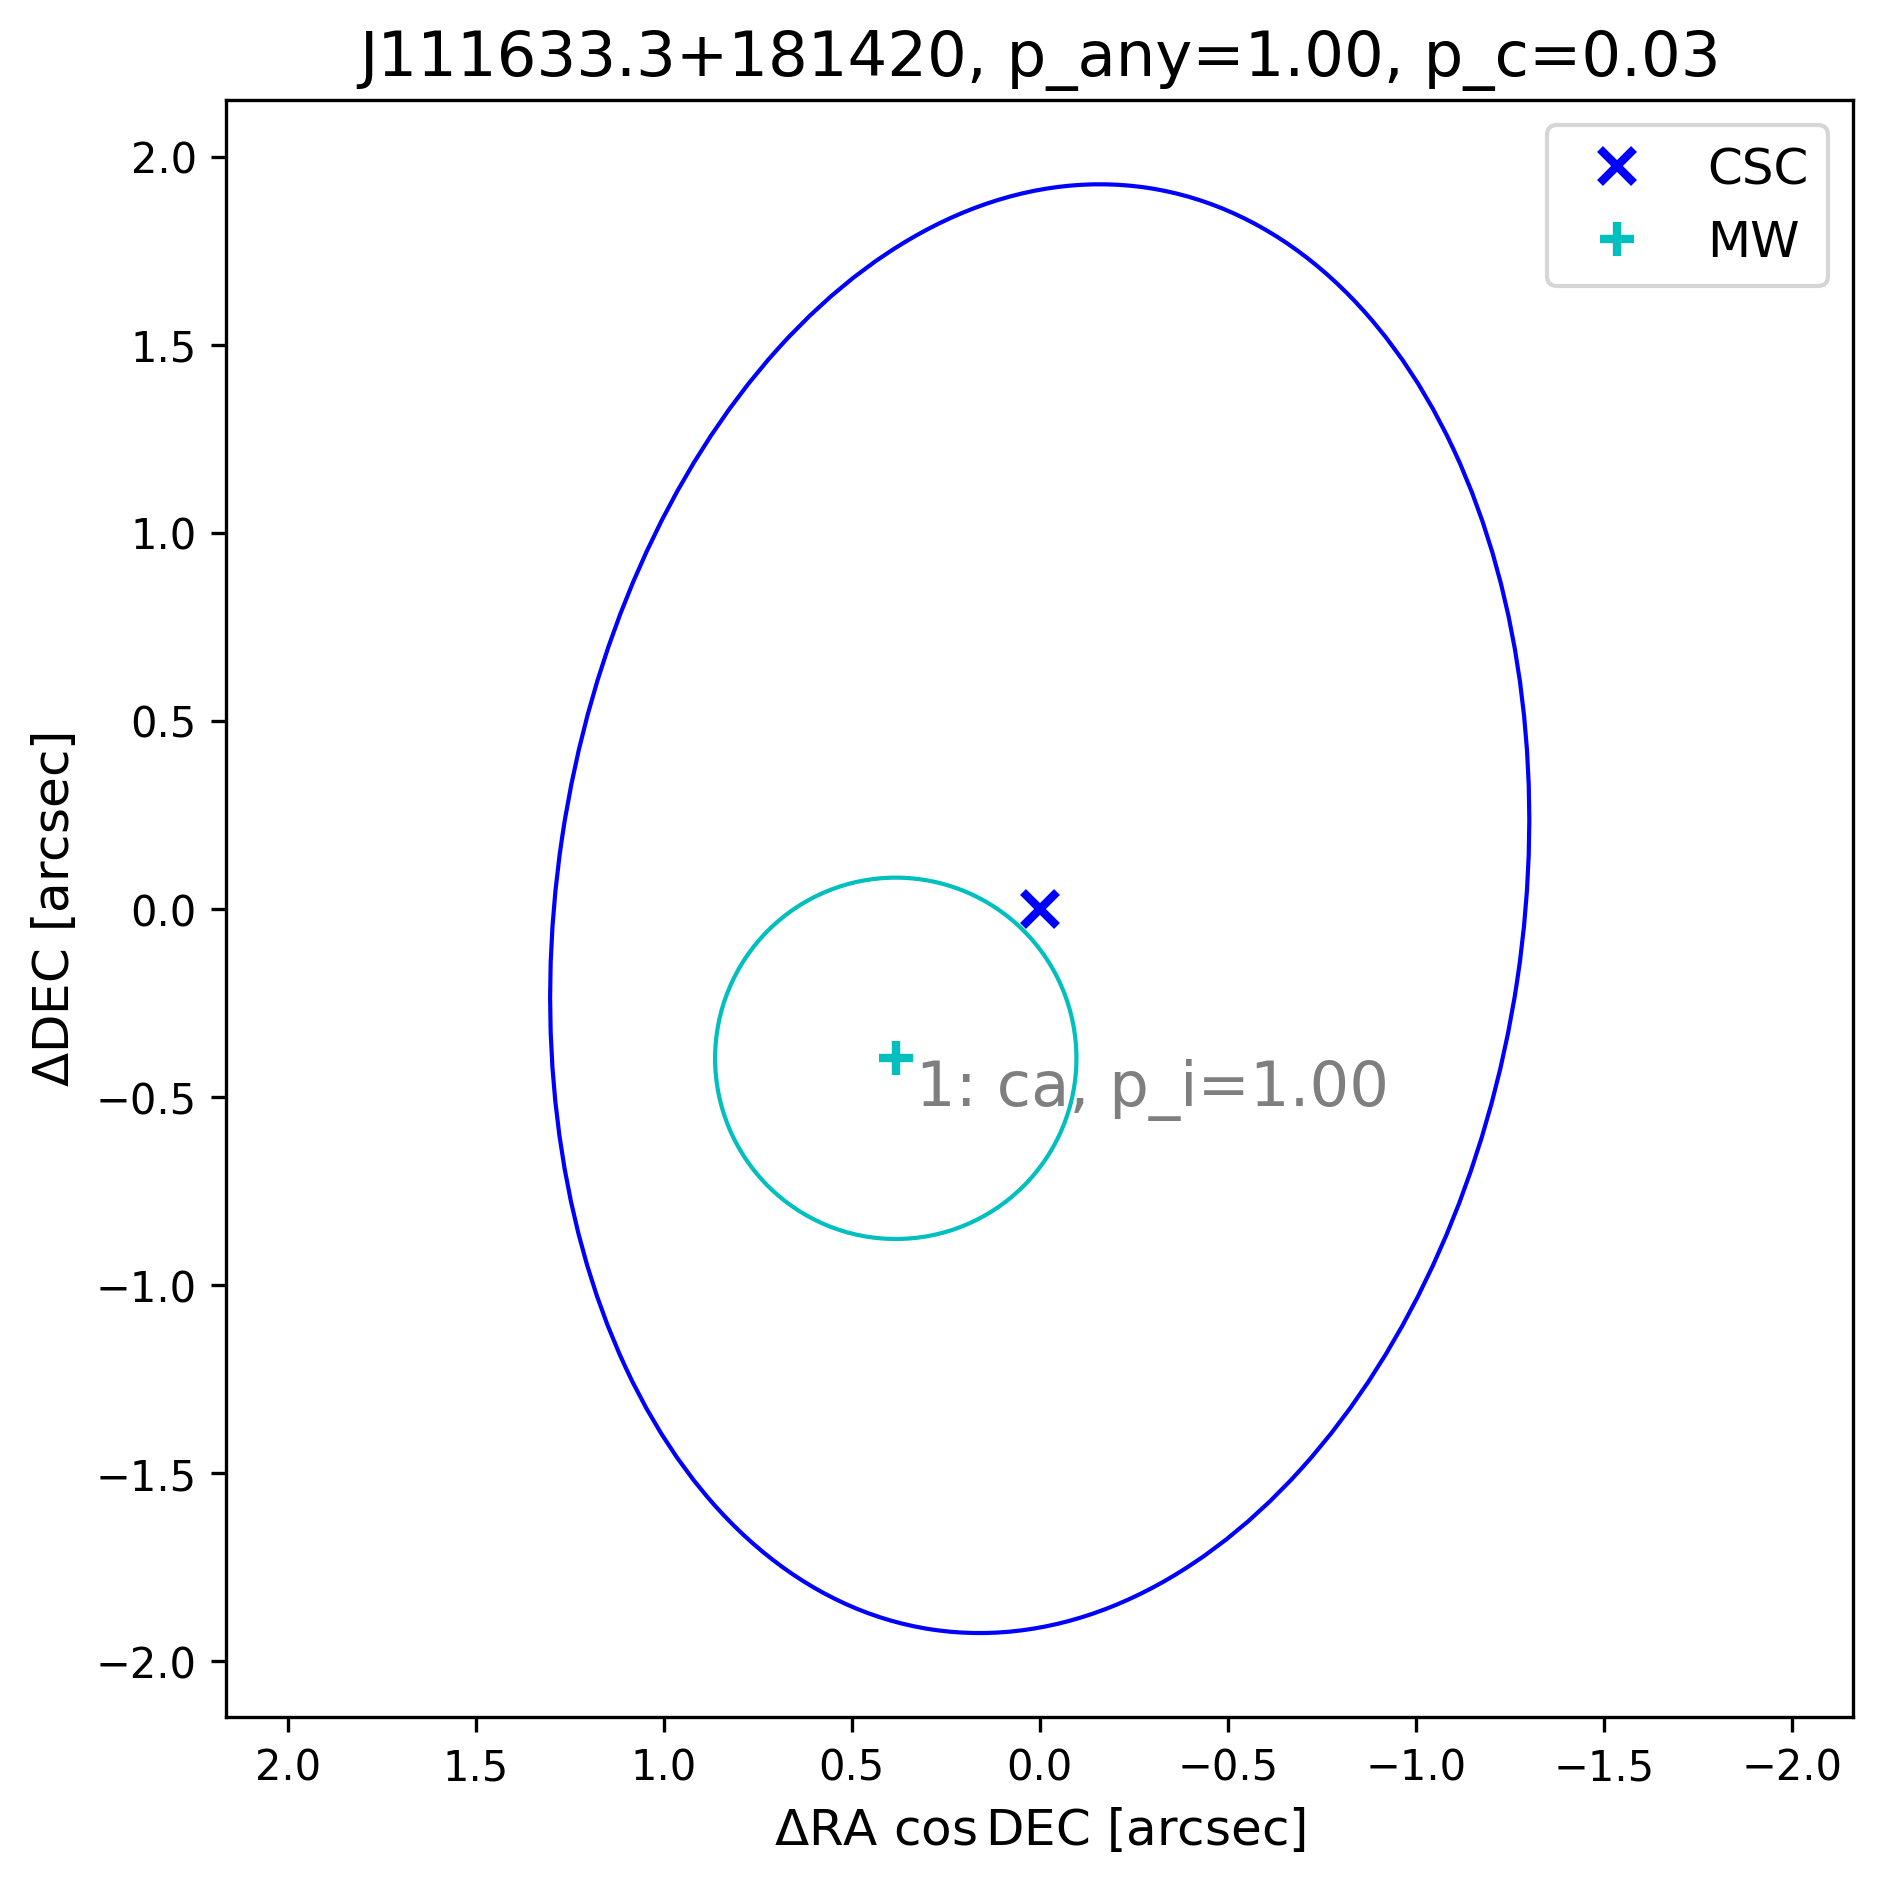 J111633.3+181420, p_any=1.00, p_c=0.03
CSC
MW
2.0
1.5
1.0
0.5
0.0
−0.5
−1.0
−1.5
−2.0
ΔDEC [arcsec]
1: ca, p_i=1.00
2.0 1.5 1.0 0.5 0.0 −0.5 −1.0 −1.5 −2.0
ΔRA cos DEC [arcsec]